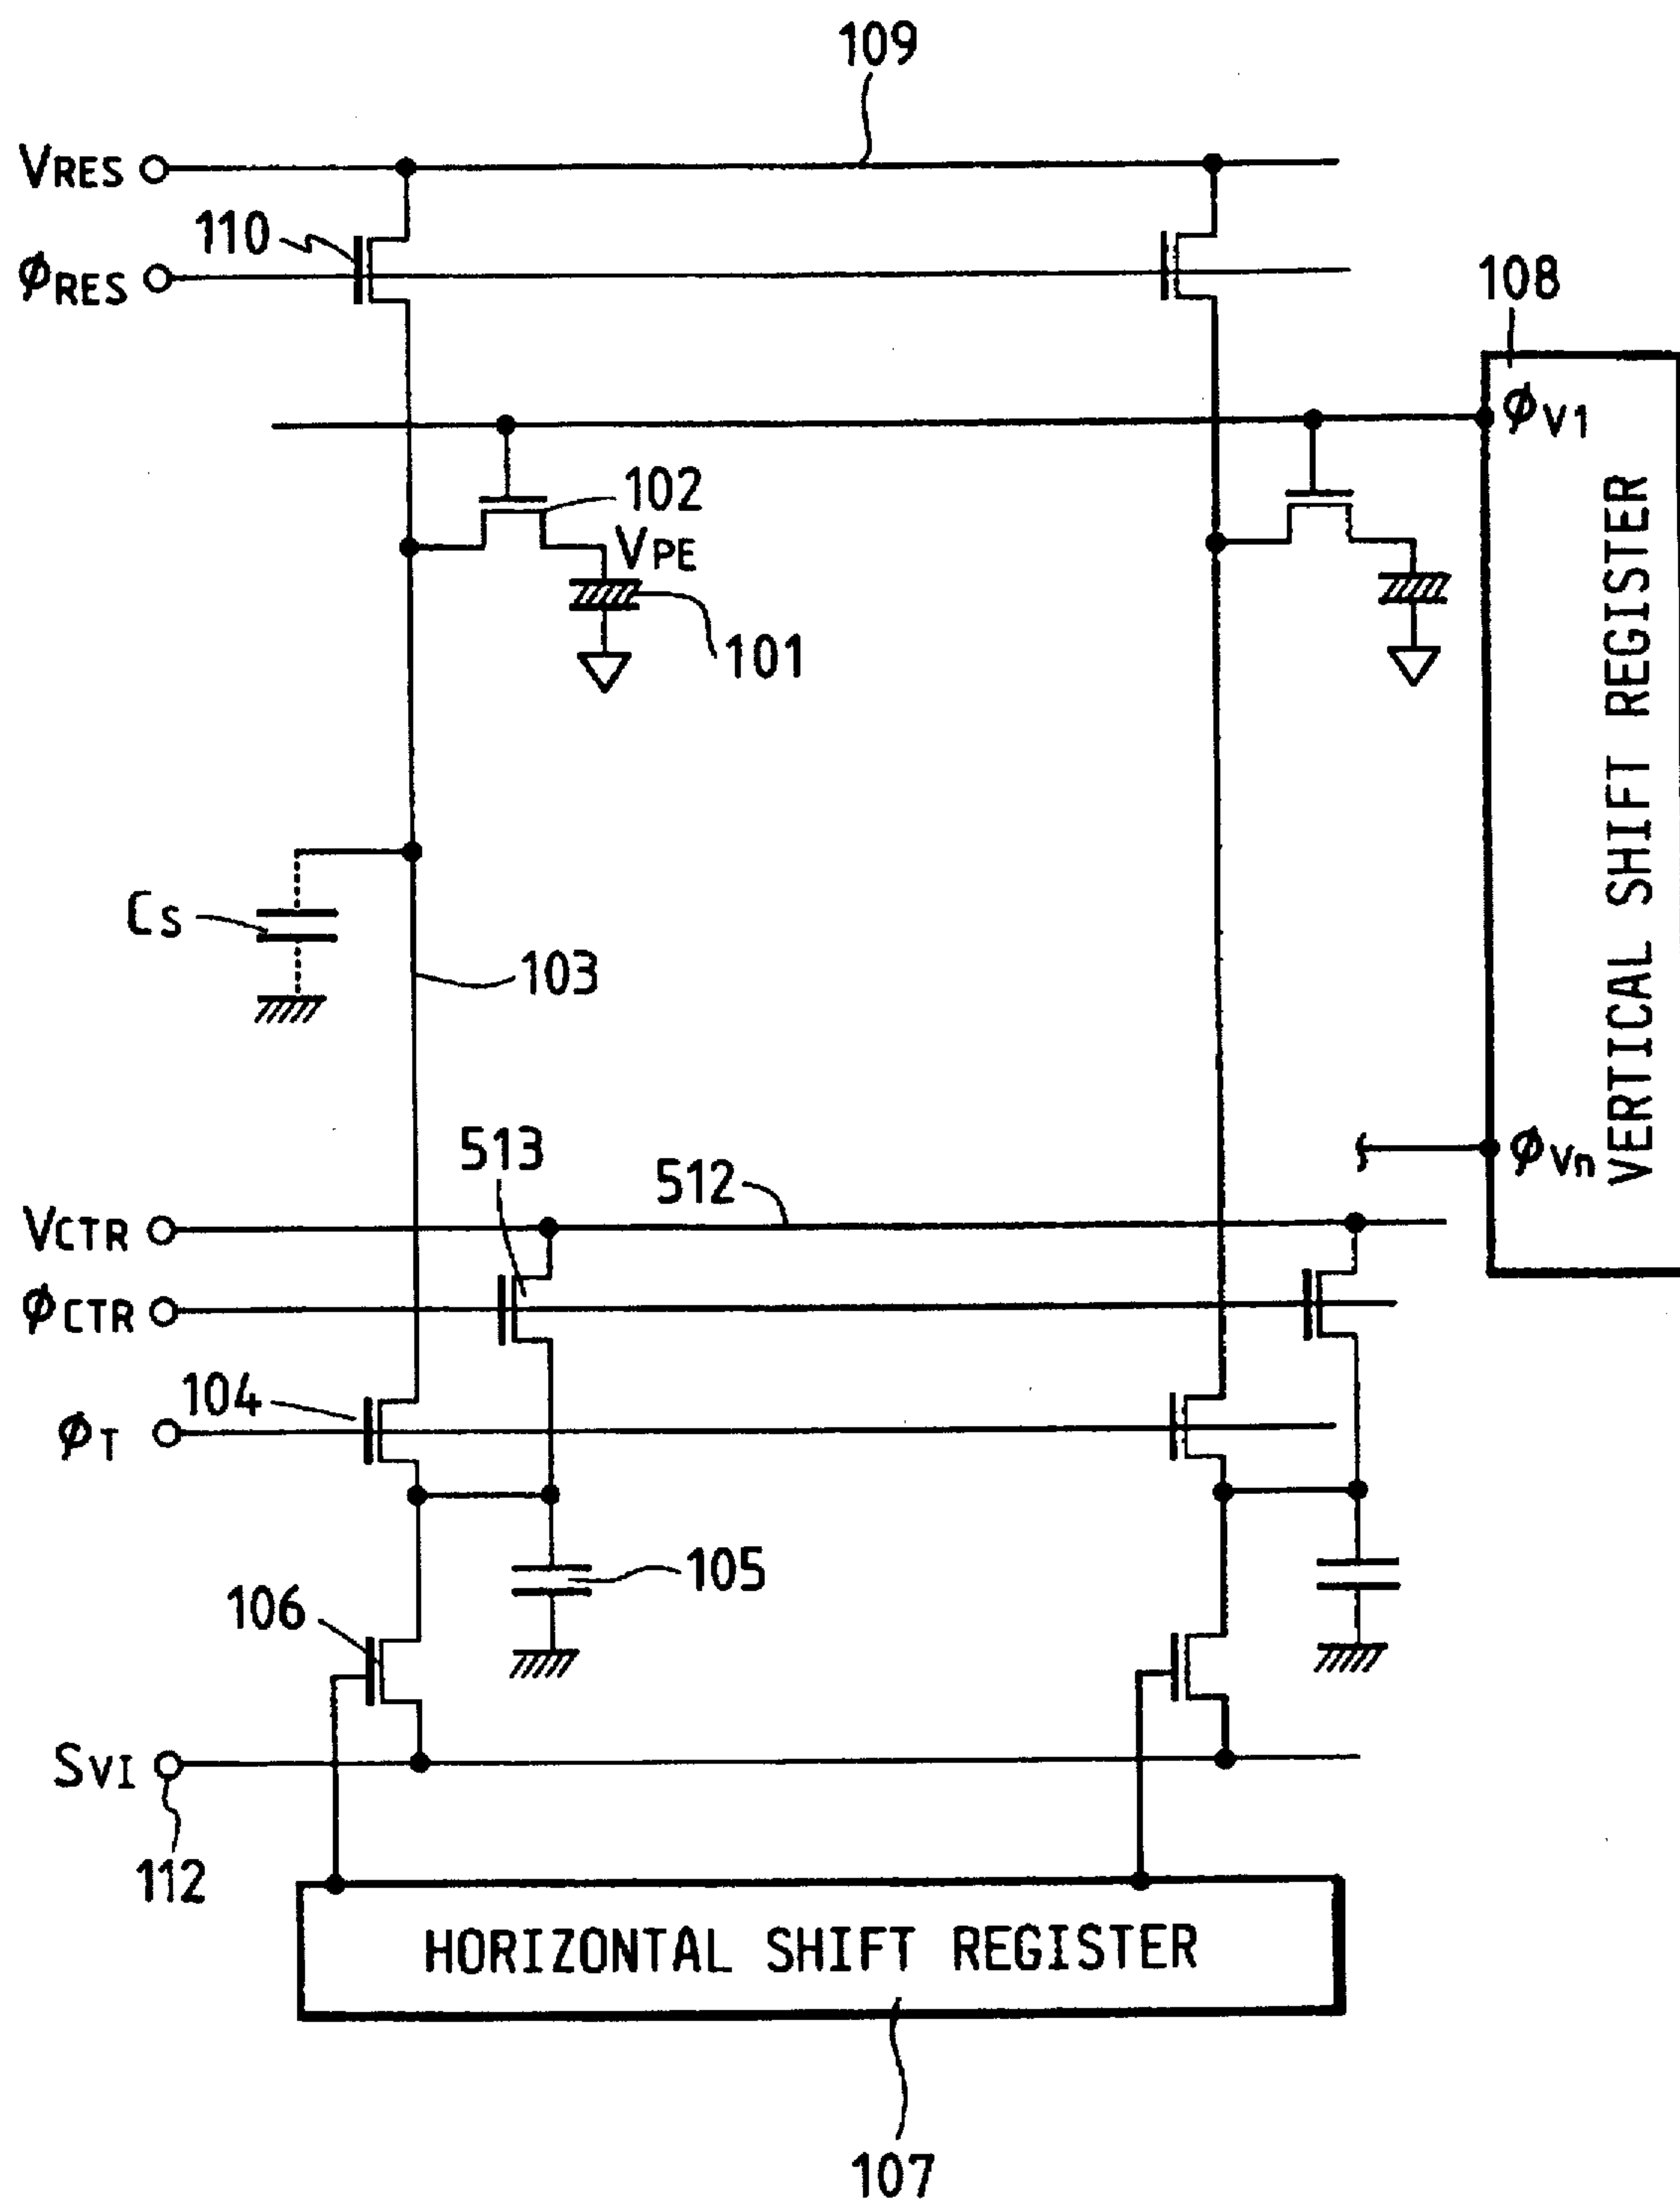 109
VRES
110
ϕRES
108
ϕV1
102
VPE
101
VERTICAL SHIFT REGISTER
CS
103
513
512
ϕVn
VCTR
ϕCTR
104
ϕT
105
106
SVI
112
HORIZONTAL SHIFT REGISTER
107